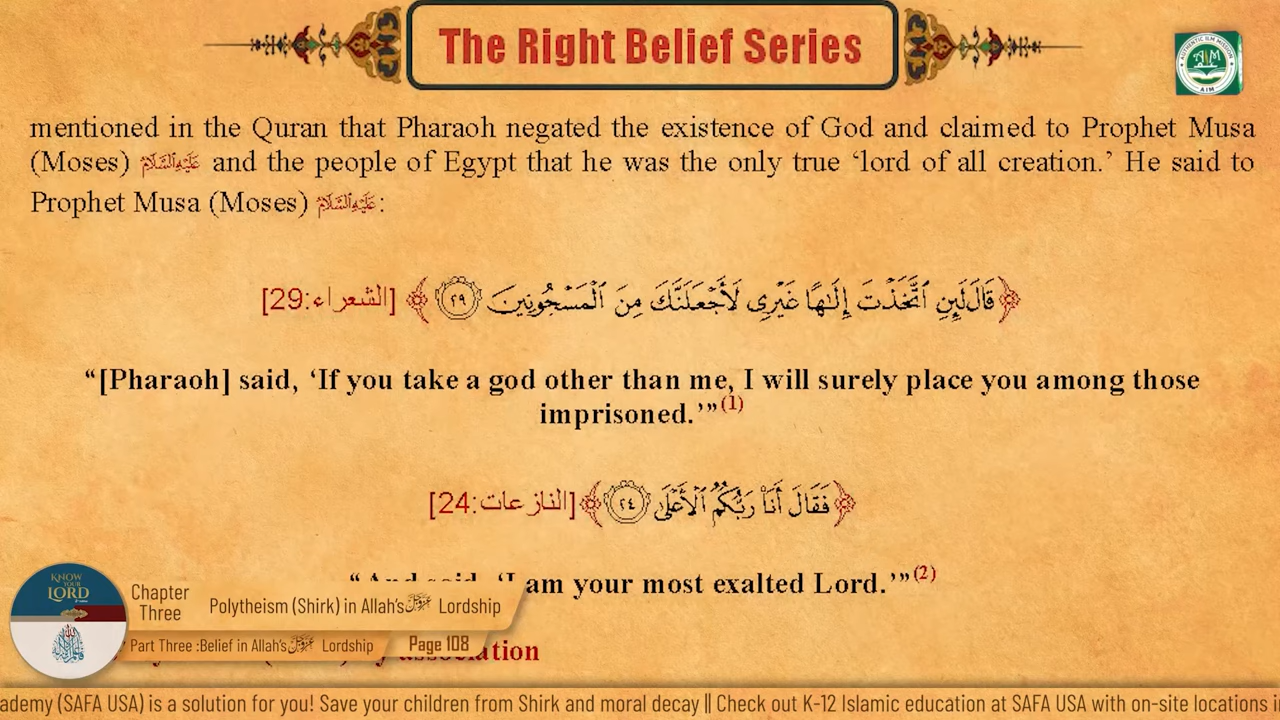 The Right Belief Series
AUTHENTIC ILM MISSION
AIM
mentioned in the Quran that Pharaoh negated the existence of God and claimed to Prophet Musa
(Moses) عَلَيْهِ السَّلَامُ and the people of Egypt that he was the only true ‘lord of all creation.’ He said to
Prophet Musa (Moses) عَلَيْهِ السَّلَامُ:
﴿قَالَ لَئِنِ ٱتَّخَذۡتَ إِلَٰهًا غَيۡرِي لَأَجۡعَلَنَّكَ مِنَ ٱلۡمَسۡجُونِينَ ٢٩﴾ [الشعراء:29]
“[Pharaoh] said, ‘If you take a god other than me, I will surely place you among those
imprisoned.’”(1)
﴿فَقَالَ أَنَا۠ رَبُّكُمُ ٱلۡأَعۡلَىٰ ٢٤﴾ [النازعات:24]
“And said, ‘I am your most exalted Lord.’”(2)
association
KNOW YOUR LORD
Chapter Three
Polytheism (Shirk) in Allah’s عَزَّوَجَلَّ Lordship
Part Three :Belief in Allah’s عَزَّوَجَلَّ Lordship
Page 108
ademy (SAFA USA) is a solution for you! Save your children from Shirk and moral decay || Check out K-12 Islamic education at SAFA USA with on-site locations i